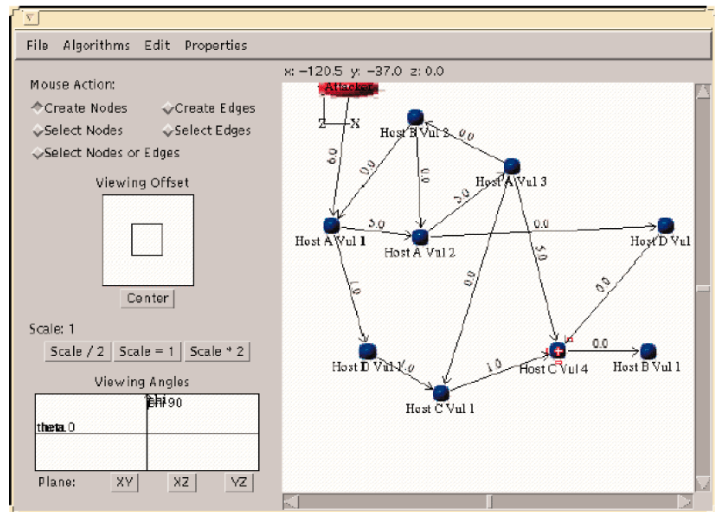 File Algorithms Edit Properties
x: −120.5 y: −37.0 z: 0.0
Mouse Action:
Create Nodes Create Edges
Select Nodes Select Edges
Select Nodes or Edges
Viewing Offset
Center
Scale: 1
Scale / 2 Scale = 1 Scale * 2
Viewing Angles
phi 90
theta 0
Plane: XY XZ YZ
Attacker
Z X
Host B Vul 2
0.0
Host A Vul 3
0.0
0.0
5.0
0.0
Host A Vul 1
5.0
Host A Vul 2
0.0
Host D Vul
5.0
0.0
0.0
1.0
Host D Vul
1.0
Host C Vul 1
1.0
Host C Vul 4
0.0
Host B Vul 1